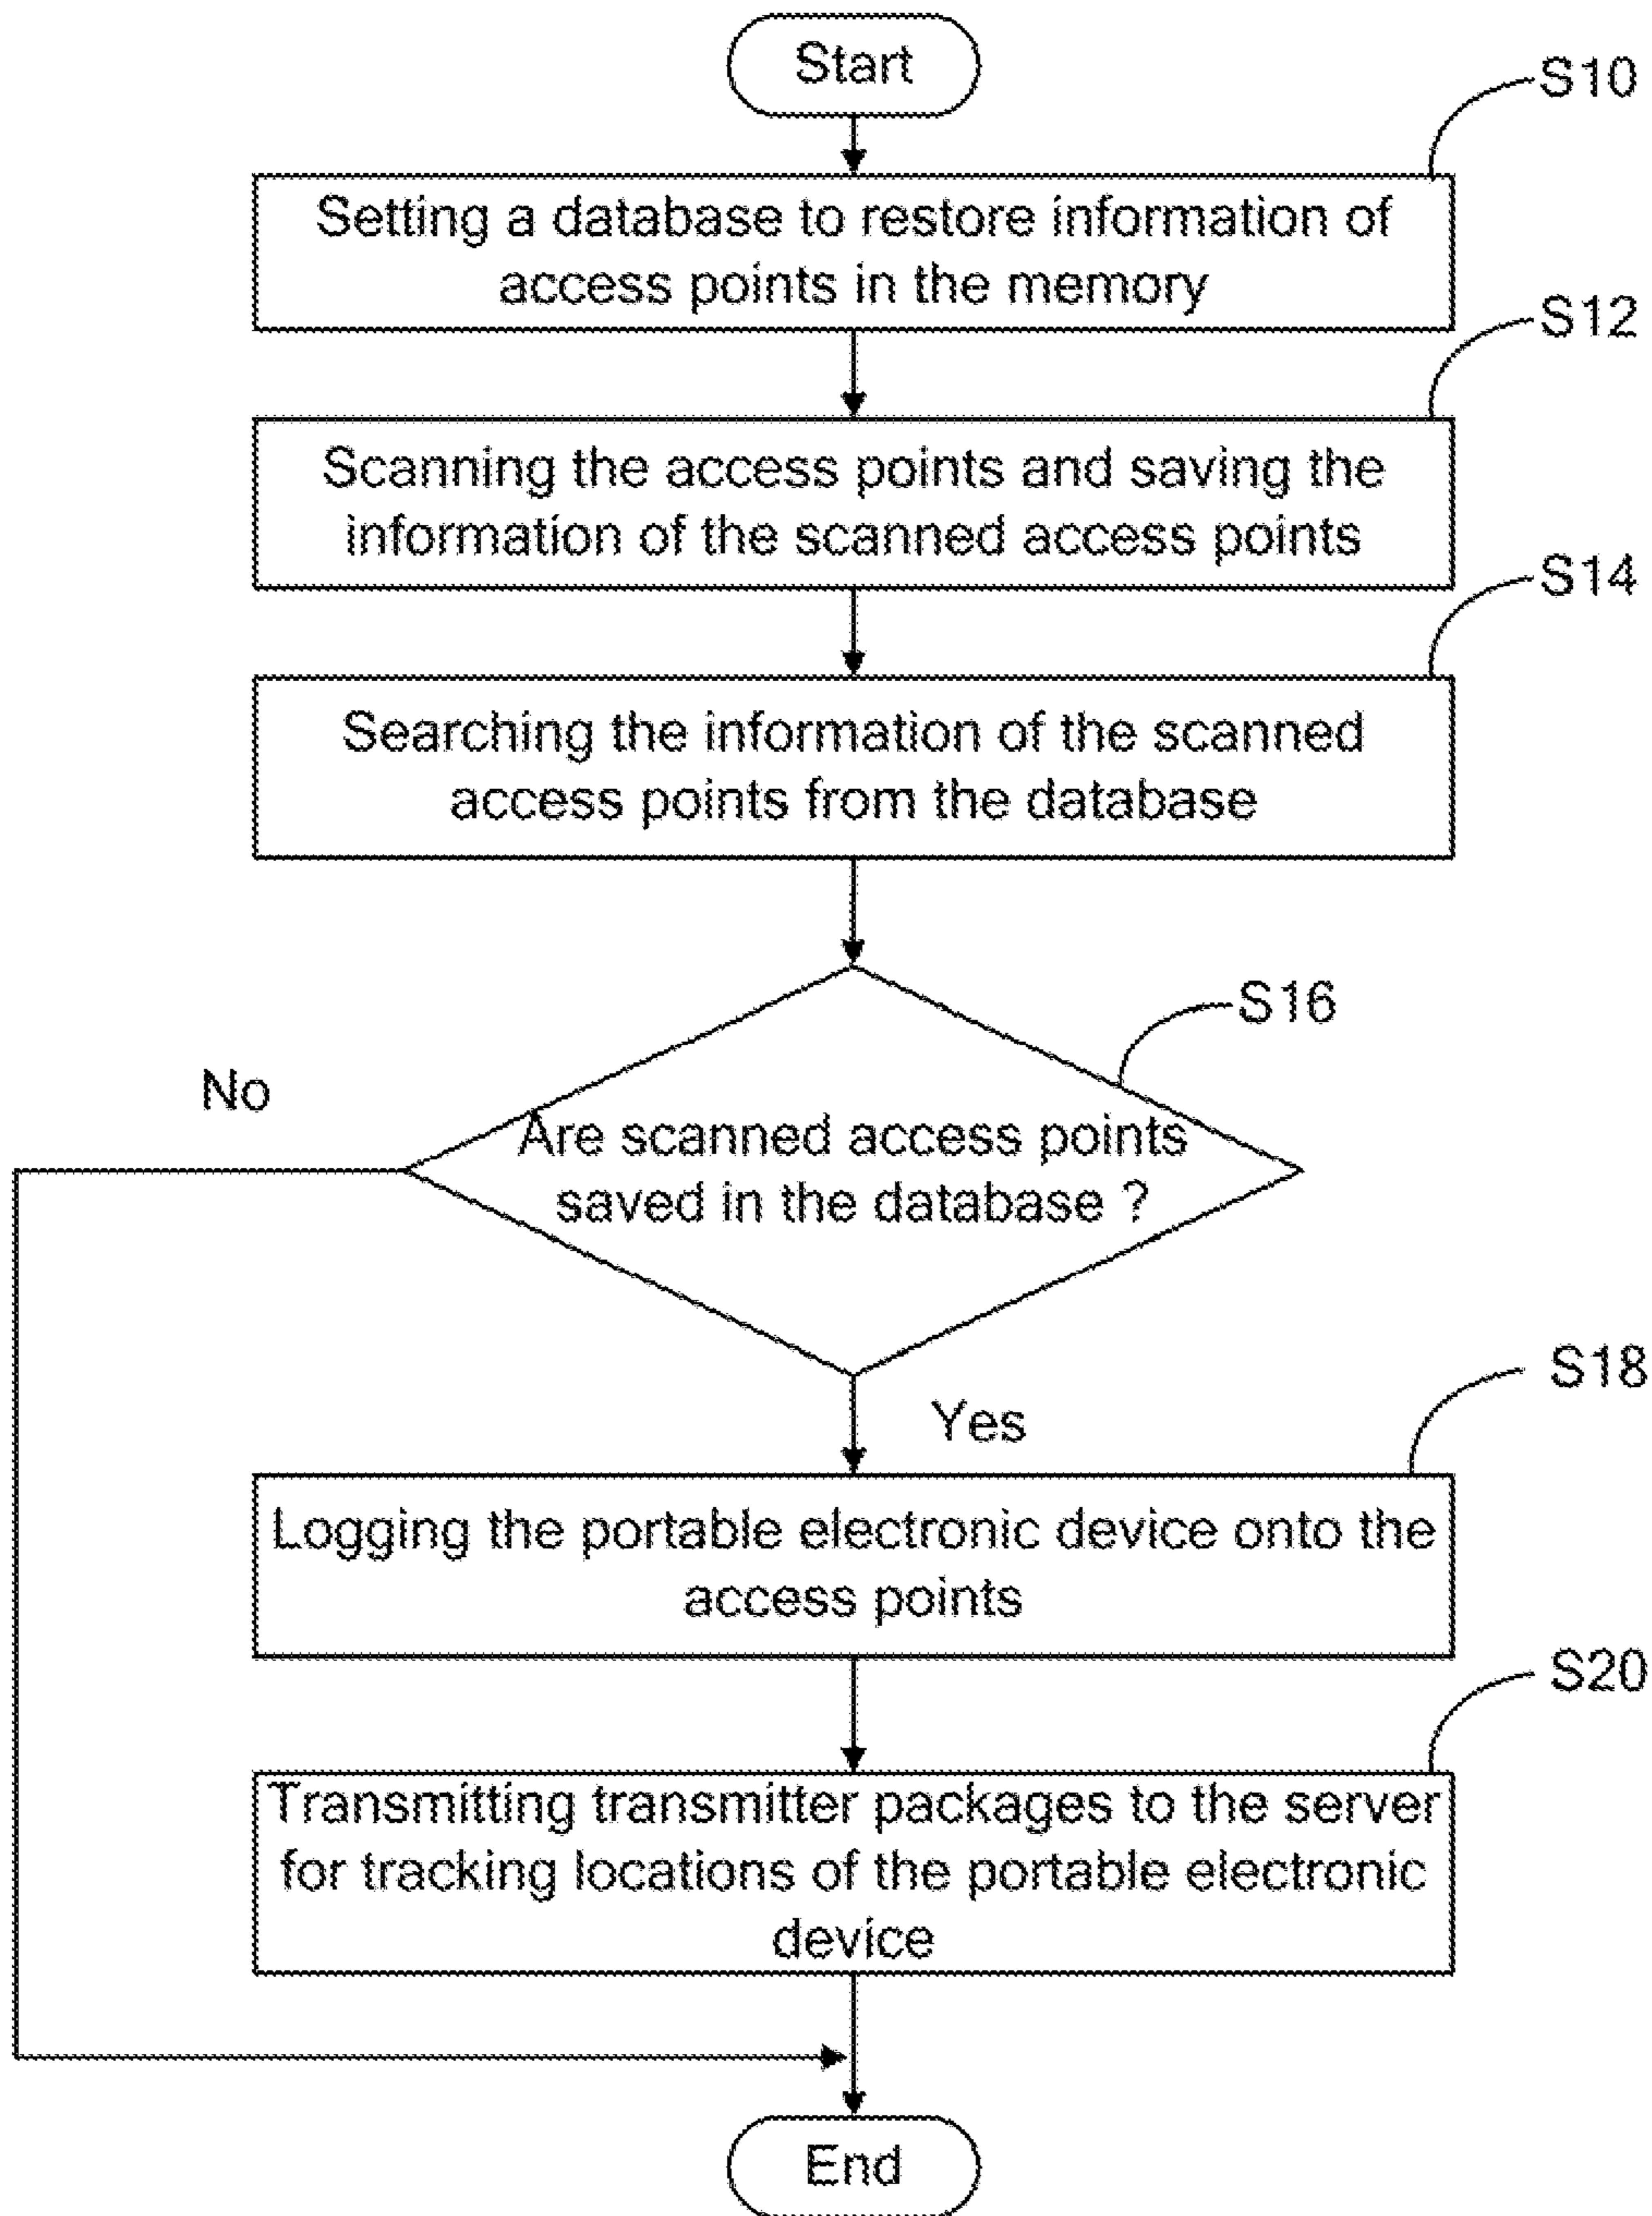 Start
S10
Setting a database to restore information of
access points in the memory
S12
Scanning the access points and saving the
information of the scanned access points
S14
Searching the information of the scanned
access points from the database
S16
No
Are scanned access points
saved in the database ?
Yes
S18
Logging the portable electronic device onto the
access points
S20
Transmitting transmitter packages to the server
for tracking locations of the portable electronic
device
End